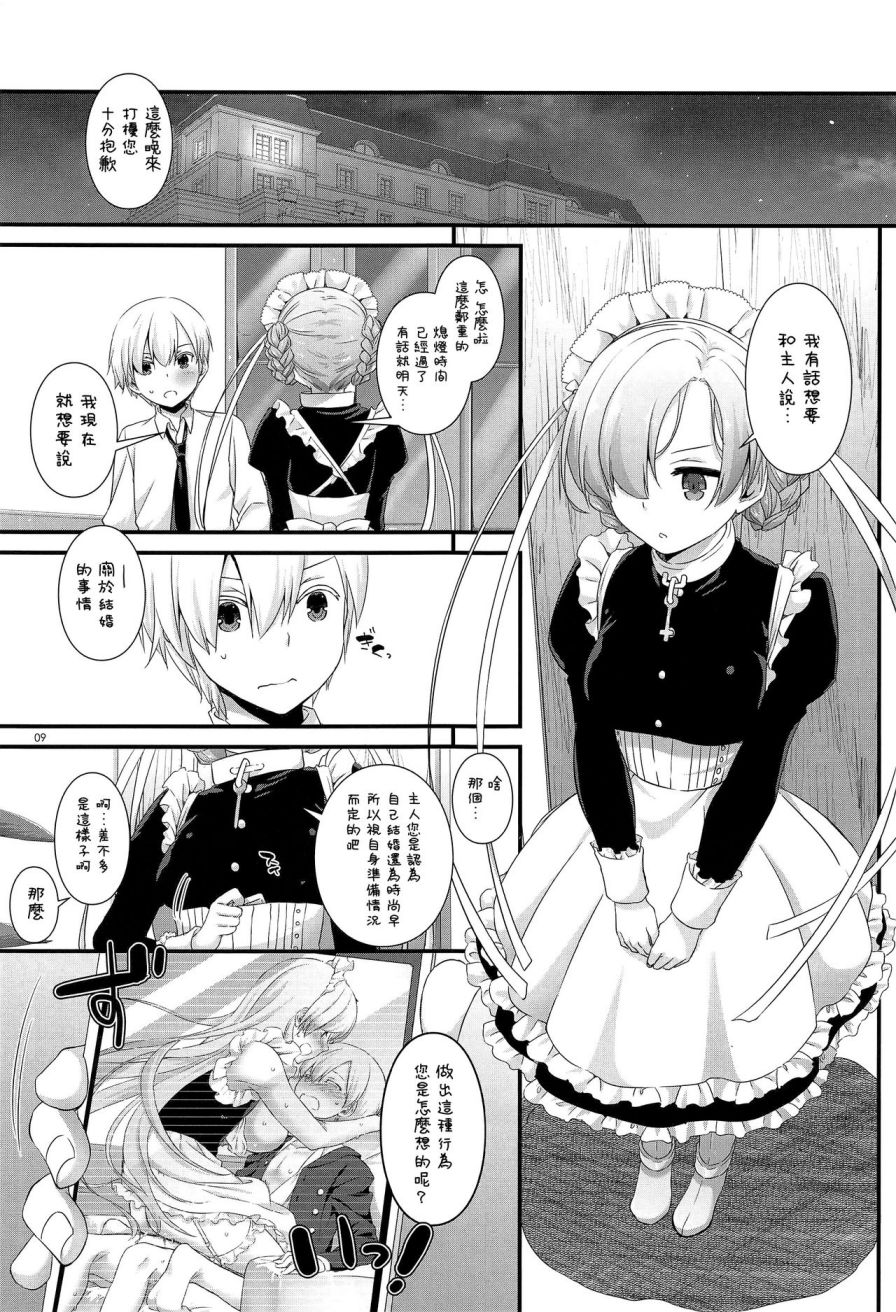 這麼晚來
打擾您
十分抱歉
我有話想要
和主人說…
怎 怎麼啦
這麼鄭重的
熄燈時間
已經過了
有話就明天…
我現在
就想要說
──
關於結婚
的事情
ぎくっ
09
啥
那個…
主人您是認為
自己結婚還為時尚早
所以視自身準備情況
而定的吧
啊…差不多
是這樣子啊
スッ
那麼
ずいっ!
做出這種行為
您是怎麼想的呢?